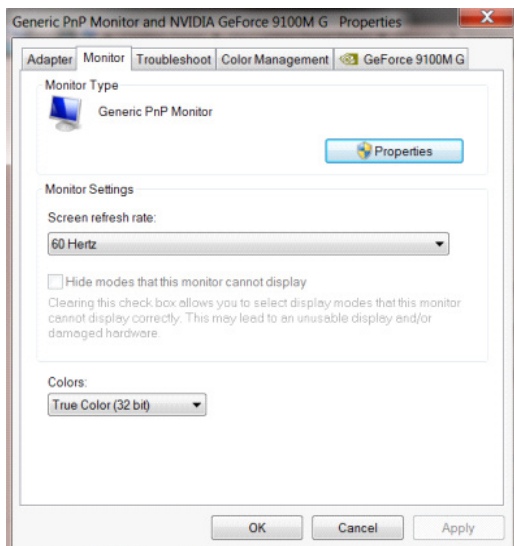 Generic PnP Monitor and NVIDIA GeForce 9100M G Properties
X
Adapter Monitor Troubleshoot Color Management GeForce 9100M G
Monitor Type
Generic PnP Monitor
Properties
Monitor Settings
Screen refresh rate:
60 Hertz
Hide modes that this monitor cannot display
Clearing this check box allows you to select display modes that this monitor
cannot display correctly. This may lead to an unusable display and/or
damaged hardware.
Colors:
True Color (32 bit)
OK Cancel Apply